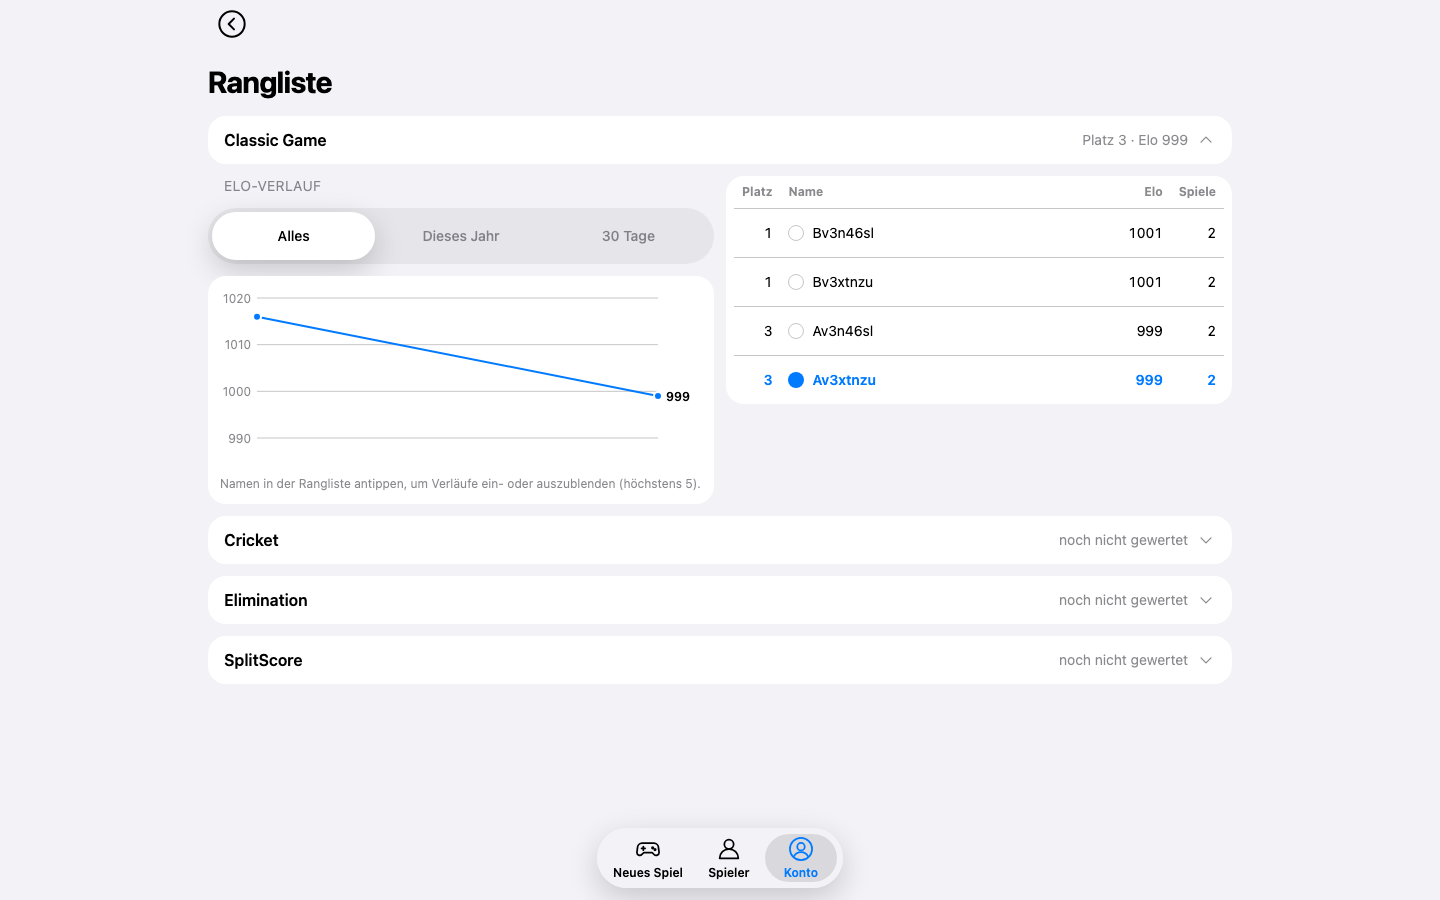 Rangliste
Classic Game
Platz 3 · Elo 999
ELO-VERLAUF
Alles
Dieses Jahr
30 Tage
1020
1010
1000
990
999
Namen in der Rangliste antippen, um Verläufe ein- oder auszublenden (höchstens 5).
Platz Name Elo Spiele
1 Bv3n46sl 1001 2
1 Bv3xtnzu 1001 2
3 Av3n46sl 999 2
3 Av3xtnzu 999 2
Cricket
noch nicht gewertet
Elimination
noch nicht gewertet
SplitScore
noch nicht gewertet
Neues Spiel
Spieler
Konto